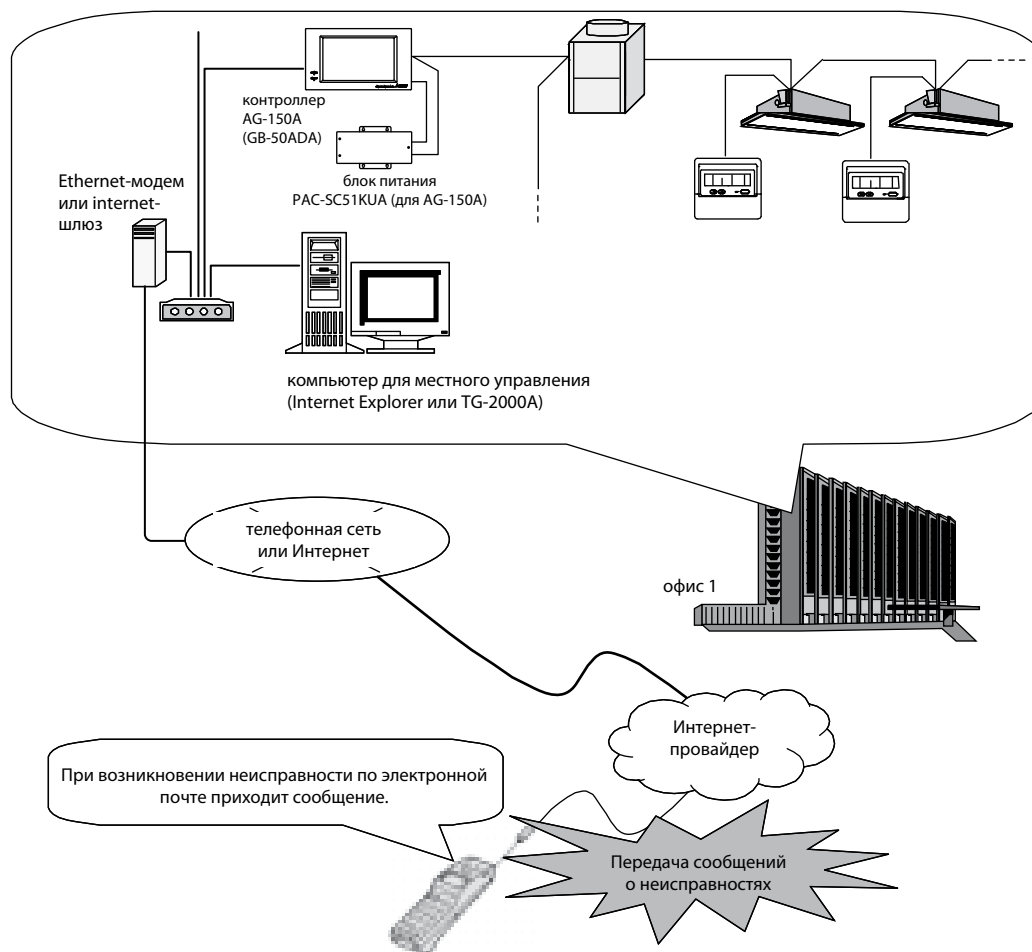 контроллер
AG-150A
(GB-50ADA)
блок питания
PAC-SC51KUA (для AG-150A)
Ethernet-модем
или internet-
шлюз
компьютер для местного управления
(Internet Explorer или TG-2000A)
телефонная сеть
или Интернет
офис 1
Интернет-
провайдер
При возникновении неисправности по электронной
почте приходит сообщение.
Передача сообщений
о неисправностях